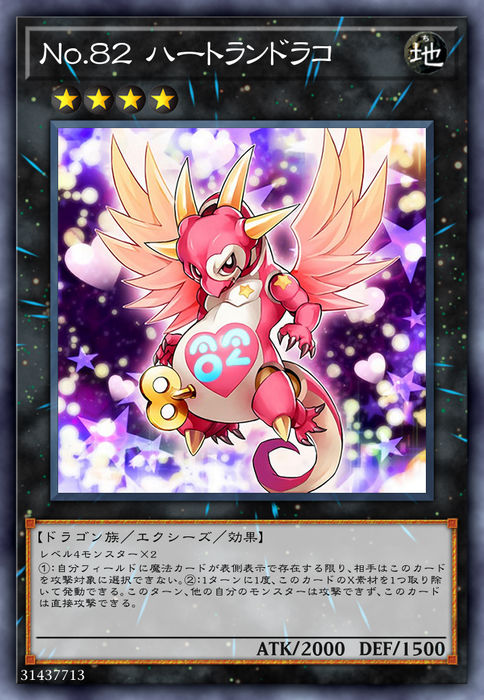 No.82 ハートランドラコ
ち
地
82
【ドラゴン族／エクシーズ／効果】
レベル4モンスター×2
①：自分フィールドに魔法カードが表側表示で存在する限り、相手はこのカード
を攻撃対象に選択できない。②：1ターンに1度、このカードのX素材を1つ取り除
いて発動できる。このターン、他の自分のモンスターは攻撃できず、このカード
は直接攻撃できる。
ATK/2000 DEF/1500
31437713